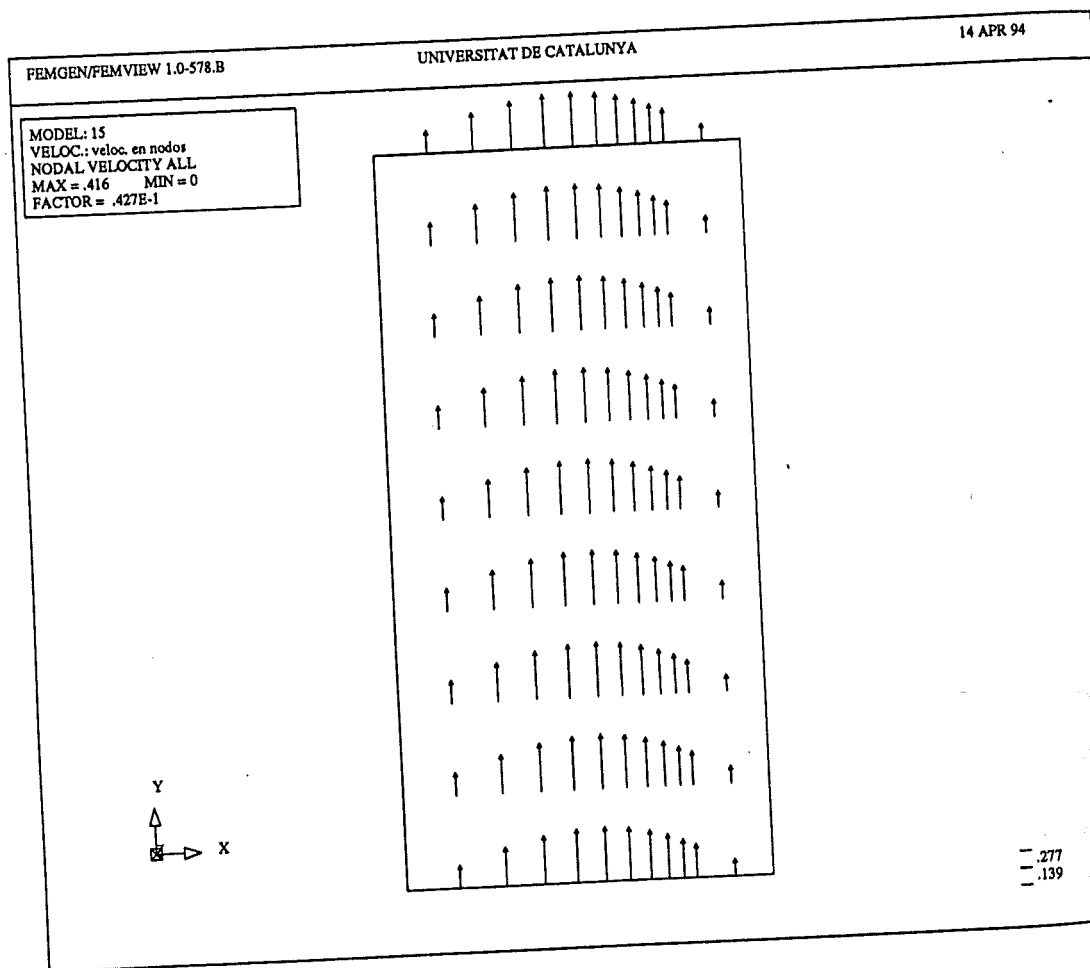 FEMGEN/FEMVIEW 1.0-578.B
UNIVERSITAT DE CATALUNYA
14 APR 94
MODEL: 15
VELOC.: veloc. en nodos
NODAL VELOCITY ALL
MAX = .416 MIN = 0
FACTOR = .427E-1
Y
X
.277
.139